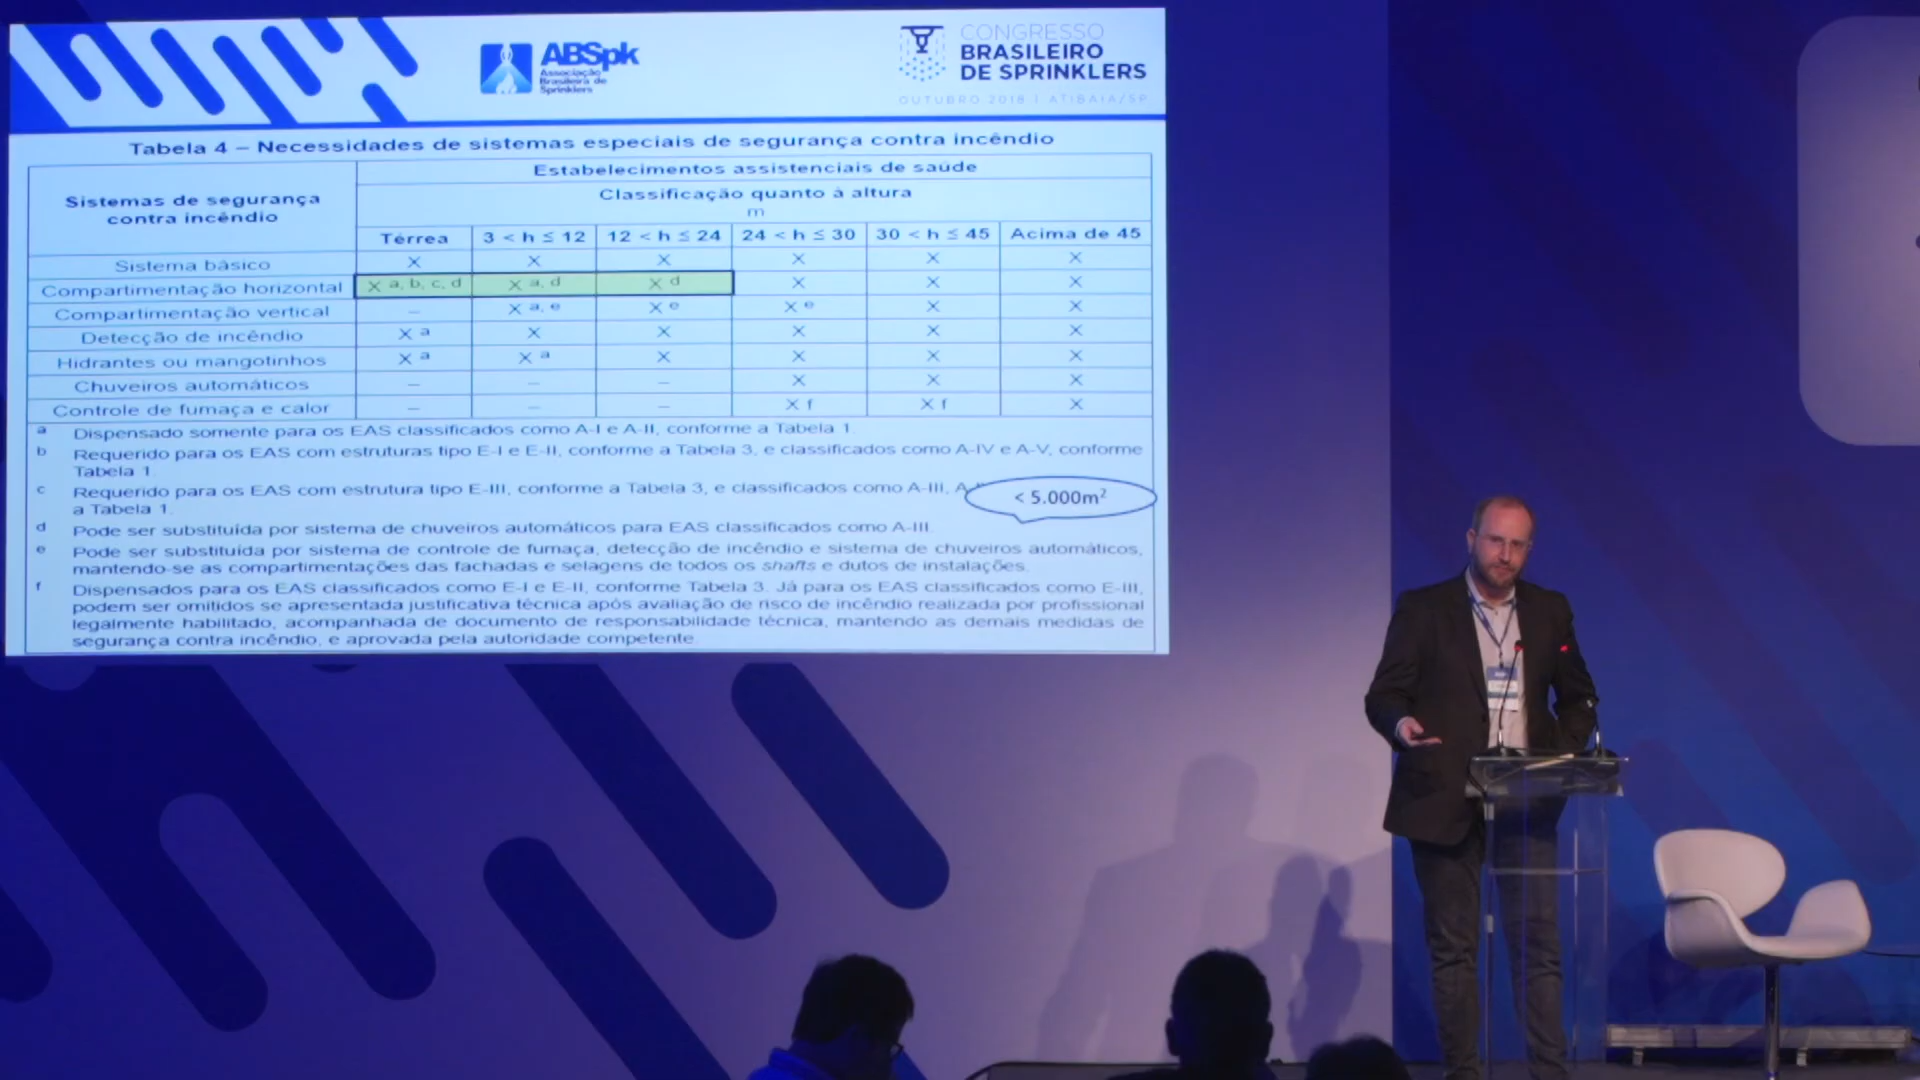 ABSpk
Associação
Brasileira de
Sprinklers
CONGRESSO
BRASILEIRO
DE SPRINKLERS
OUTUBRO 2018 | ATIBAIA/SP
Tabela 4 – Necessidades de sistemas especiais de segurança contra incêndio
Sistemas de segurança
contra incêndio
Estabelecimentos assistenciais de saúde
Classificação quanto à altura
m
Térrea 3 < h ≤ 12 12 < h ≤ 24 24 < h ≤ 30 30 < h ≤ 45 Acima de 45
Sistema básico X X X X X X
Compartimentação horizontal X a, b, c, d X a, d X d X X X
Compartimentação vertical – X a, e X e X e X X
Detecção de incêndio X a X X X X X
Hidrantes ou mangotinhos X a X a X X X X
Chuveiros automáticos – – – X X X
Controle de fumaça e calor – – – X f X f X
a Dispensado somente para os EAS classificados como A-I e A-II, conforme a Tabela 1.
b Requerido para os EAS com estruturas tipo E-I e E-II, conforme a Tabela 3, e classificados como A-IV e A-V, conforme
Tabela 1.
c Requerido para os EAS com estrutura tipo E-III, conforme a Tabela 3, e classificados como A-III,
a Tabela 1.
< 5.000m²
d Pode ser substituída por sistema de chuveiros automáticos para EAS classificados como A-III.
e Pode ser substituída por sistema de controle de fumaça, detecção de incêndio e sistema de chuveiros automáticos,
mantendo-se as compartimentações das fachadas e selagens de todos os shafts e dutos de instalações.
f Dispensados para os EAS classificados como E-I e E-II, conforme Tabela 3. Já para os EAS classificados como E-III,
podem ser omitidos se apresentada justificativa técnica após avaliação de risco de incêndio realizada por profissional
legalmente habilitado, acompanhada de documento de responsabilidade técnica, mantendo as demais medidas de
segurança contra incêndio, e aprovada pela autoridade competente.